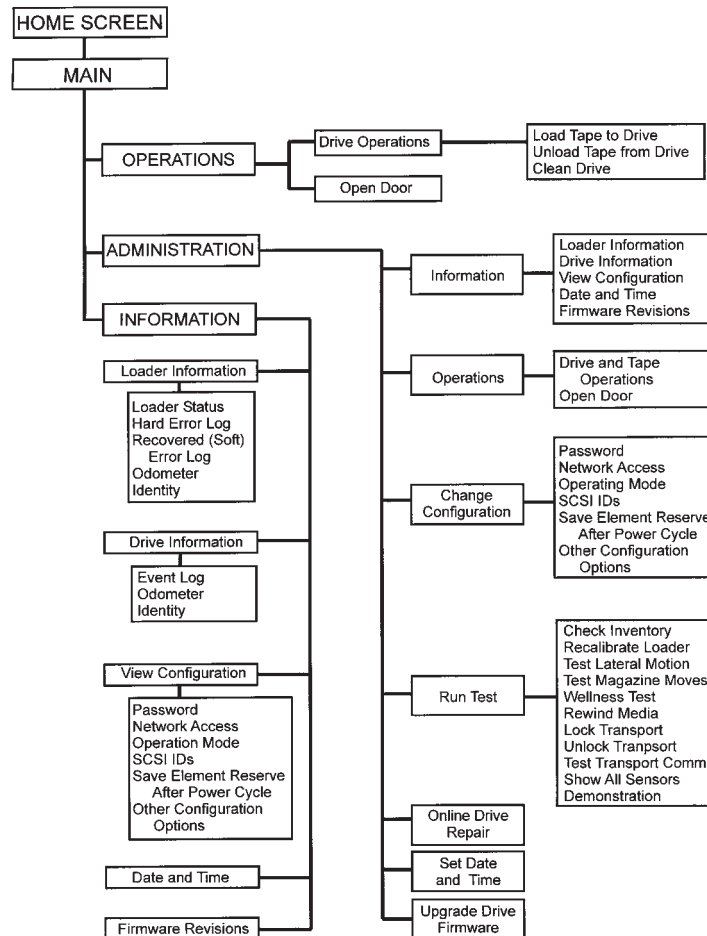 HOME SCREEN
MAIN
OPERATIONS
Drive Operations
Load Tape to Drive
Unload Tape from Drive
Clean Drive
Open Door
ADMINISTRATION
Information
Loader Information
Drive Information
View Configuration
Date and Time
Firmware Revisions
Operations
Drive and Tape
Operations
Open Door
Change
Configuration
Password
Network Access
Operating Mode
SCSI IDs
Save Element Reserve
After Power Cycle
Other Configuration
Options
Run Test
Check Inventory
Recalibrate Loader
Test Lateral Motion
Test Magazine Moves
Wellness Test
Rewind Media
Lock Transport
Unlock Tranpsort
Test Transport Comm
Show All Sensors
Demonstration
Online Drive
Repair
Set Date
and Time
Upgrade Drive
Firmware
INFORMATION
Loader Information
Loader Status
Hard Error Log
Recovered (Soft)
Error Log
Odometer
Identity
Drive Information
Event Log
Odometer
Identity
View Configuration
Password
Network Access
Operation Mode
SCSI IDs
Save Element Reserve
After Power Cycle
Other Configuration
Options
Date and Time
Firmware Revisions